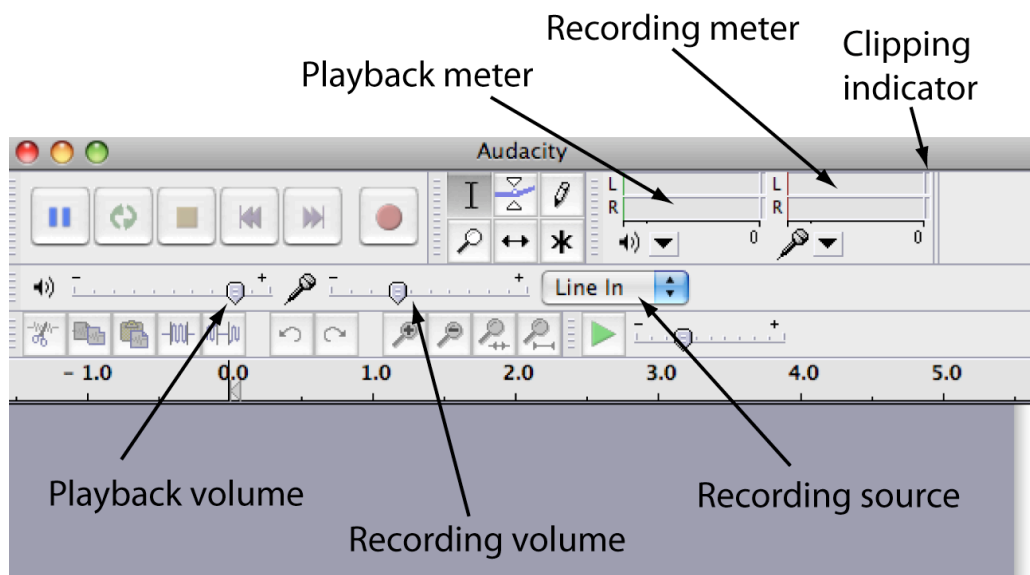 Recording meter
Clipping
indicator
Playback meter
Audacity
L
L
R
R
0
0
- + - +
Line In
- +
- 1.0 0.0 1.0 2.0 3.0 4.0 5.0
Playback volume
Recording source
Recording volume